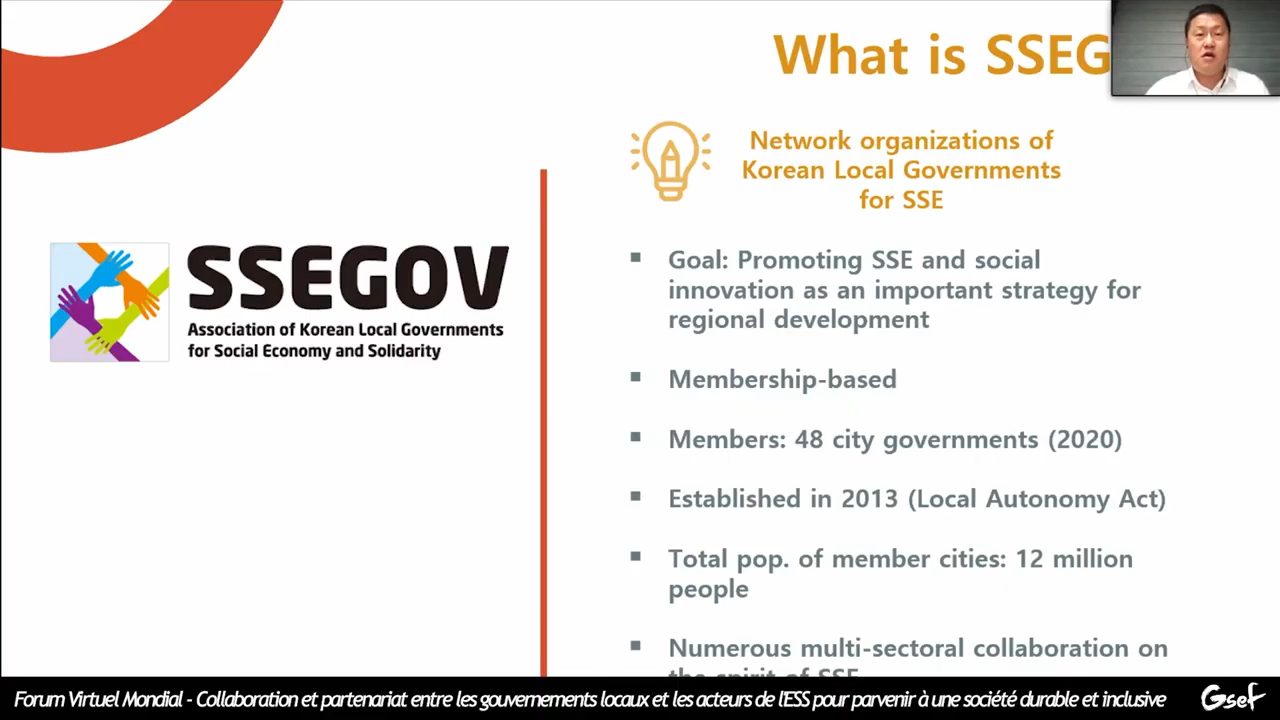 What is SSEG
Network organizations of
Korean Local Governments
for SSE
SSEGOV
Association of Korean Local Governments
for Social Economy and Solidarity
▪ Goal: Promoting SSE and social
innovation as an important strategy for
regional development
▪ Membership-based
▪ Members: 48 city governments (2020)
▪ Established in 2013 (Local Autonomy Act)
▪ Total pop. of member cities: 12 million
people
▪ Numerous multi-sectoral collaboration on
the spirit of SSE
Forum Virtuel Mondial - Collaboration et partenariat entre les gouvernements locaux et les acteurs de l'ESS pour parvenir à une société durable et inclusive
Gsef